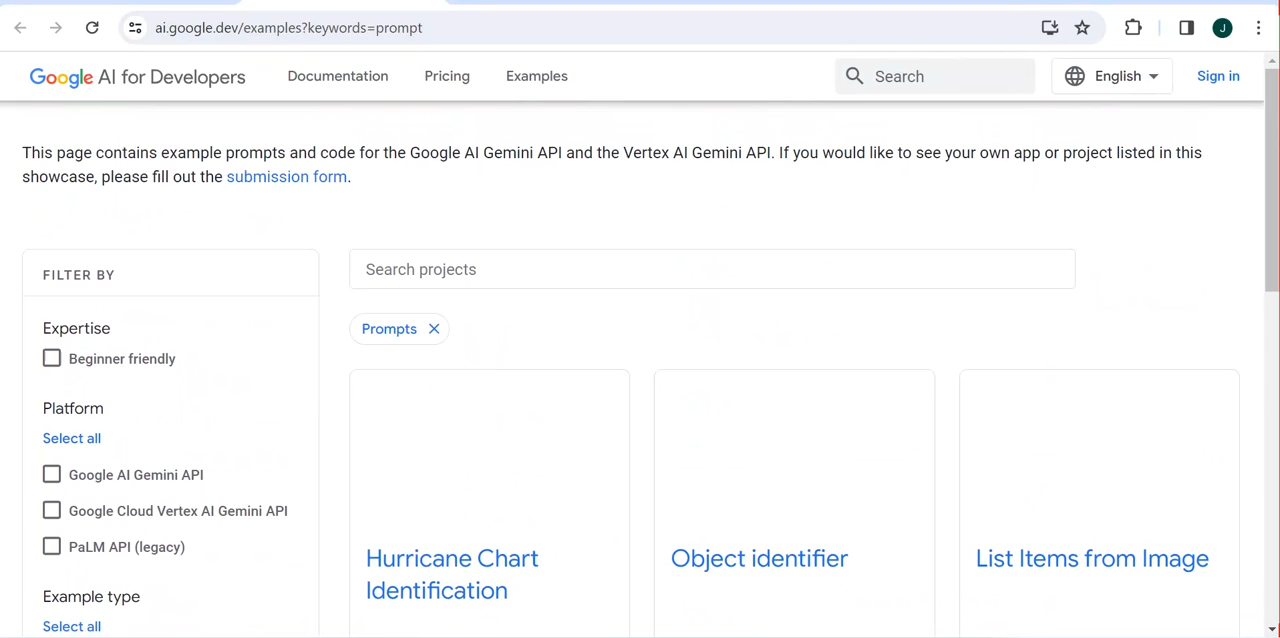 ai.google.dev/examples?keywords=prompt
J
Google AI for Developers
Documentation
Pricing
Examples
Search
English
Sign in
This page contains example prompts and code for the Google AI Gemini API and the Vertex AI Gemini API. If you would like to see your own app or project listed in this
showcase, please fill out the submission form.
FILTER BY
Expertise
Beginner friendly
Platform
Select all
Google AI Gemini API
Google Cloud Vertex AI Gemini API
PaLM API (legacy)
Example type
Select all
Search projects
Prompts
Hurricane Chart
Identification
Object identifier
List Items from Image